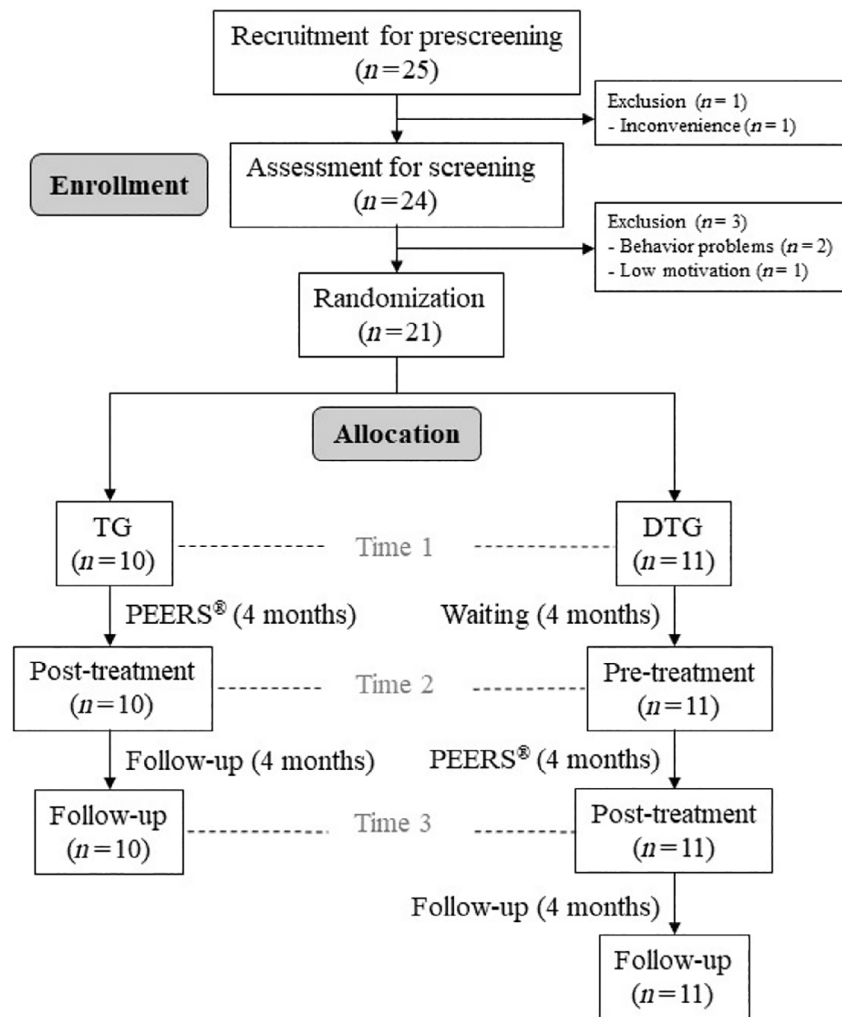 Recruitment for prescreening
(n=25)
Exclusion (n= 1)
- Inconvenience (n= 1)
Enrollment
Assessment for screening
(n=24)
Exclusion (n= 3)
- Behavior problems (n= 2)
- Low motivation (n= 1)
Randomization
(n=21)
Allocation
TG
(n=10)
Time 1
DTG
(n=11)
PEERS® (4 months)
Waiting (4 months)
Post-treatment
(n=10)
Time 2
Pre-treatment
(n=11)
Follow-up (4 months)
PEERS® (4 months)
Follow-up
(n=10)
Time 3
Post-treatment
(n=11)
Follow-up (4 months)
Follow-up
(n=11)